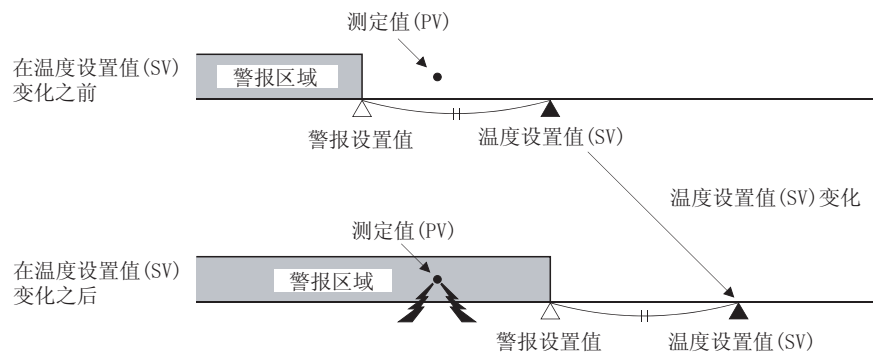 测定值(PV)
在温度设置值(SV)
变化之前
警报区域
警报设置值
温度设置值(SV)
温度设置值(SV)变化
测定值(PV)
在温度设置值(SV)
变化之后
警报区域
警报设置值
温度设置值(SV)